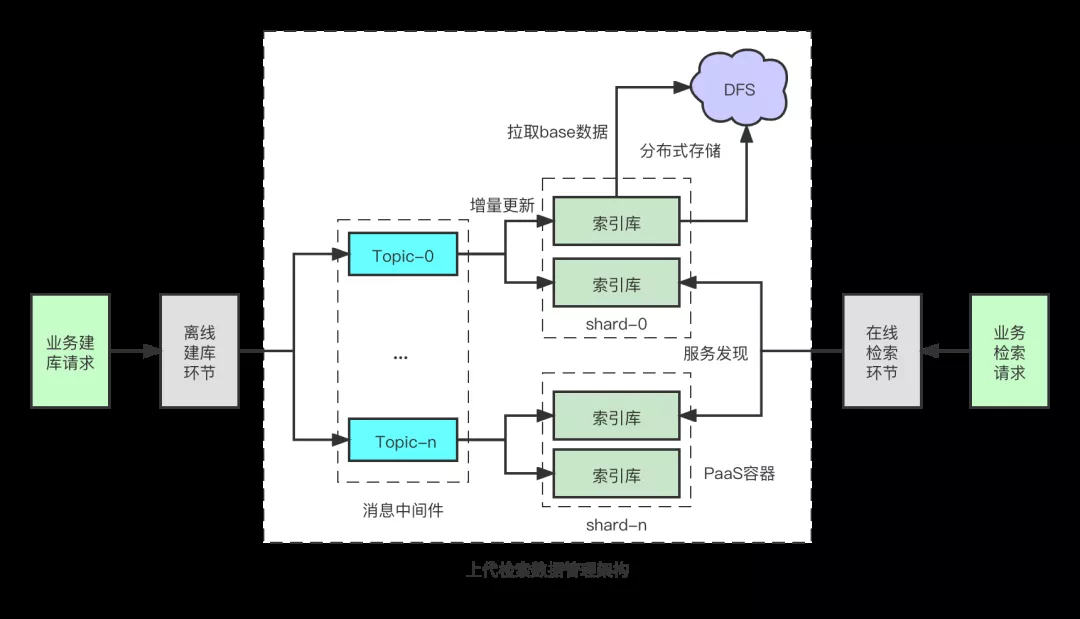 DFS
拉取base数据
分布式存储
增量更新
索引库
Topic-0
索引库
shard-0
业务建
库请求
离线
建库
环节
...
服务发现
在线
检索
环节
业务
检索
请求
索引库
Topic-n
索引库
PaaS容器
消息中间件
shard-n
上代检索数据管理架构